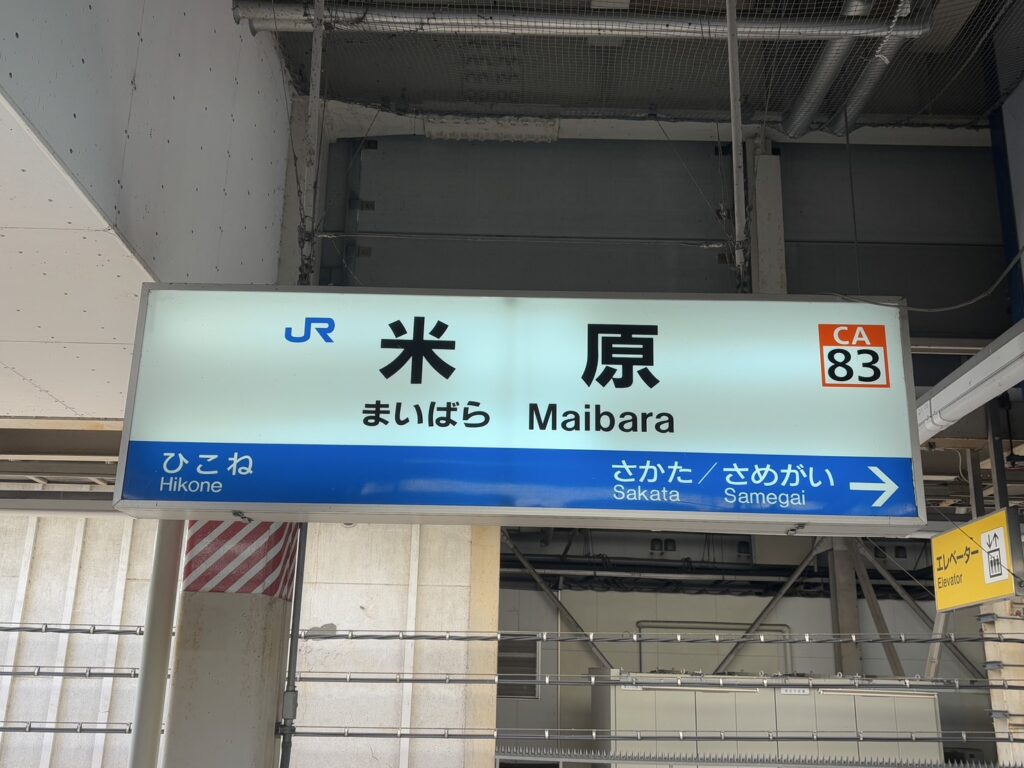 JR 米原 CA
83
まいばら Maibara
ひこね さかた／さめがい →
Hikone Sakata Samegai
エレベーター
Elevator